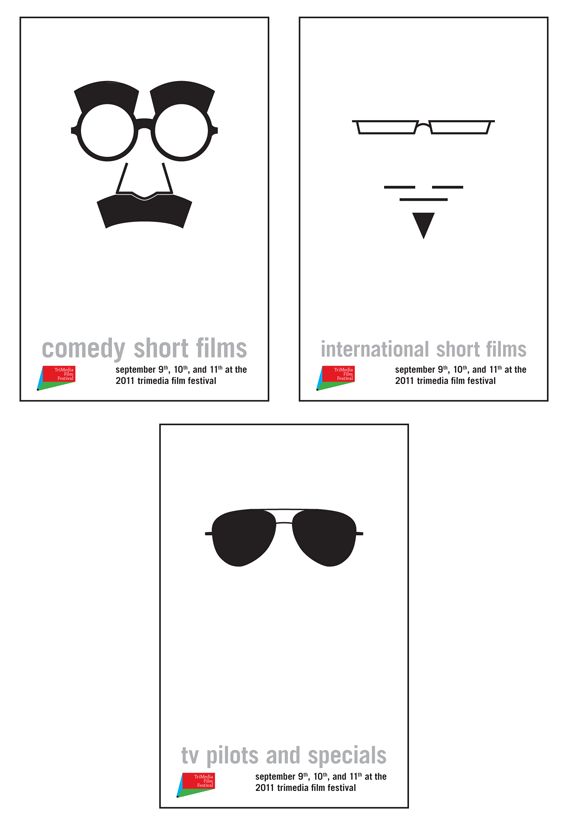 comedy short films
TriMedia
Film
Festival
september 9th, 10th, and 11th at the
2011 trimedia film festival
international short films
TriMedia
Film
Festival
september 9th, 10th, and 11th at the
2011 trimedia film festival
tv pilots and specials
TriMedia
Film
Festival
september 9th, 10th, and 11th at the
2011 trimedia film festival